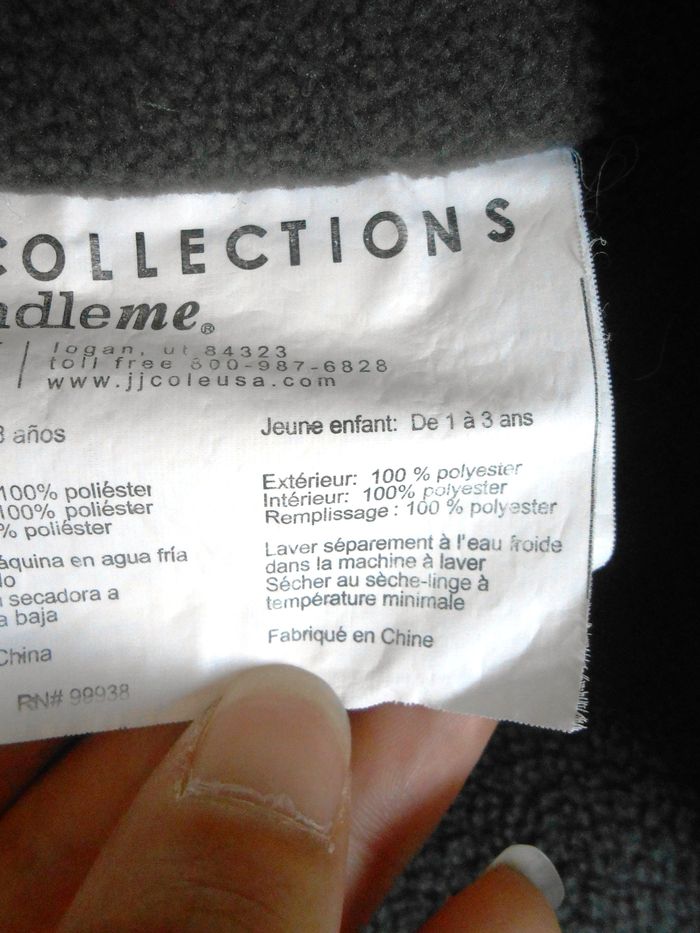 COLLECTIONS
dleme®
logan, ut 84323
toll free 800-987-6828
www.jjcoleusa.com
3 años
100% poliéster
100% poliéster
% poliéster
áquina en agua fría
lo
secadora a
a baja
China
RN# 99938
Jeune enfant: De 1 à 3 ans
Extérieur: 100 % polyester
Intérieur: 100% polyester
Remplissage : 100 % polyester
Laver séparement à l'eau froide
dans la machine à laver
Sécher au sèche-linge à
température minimale
Fabriqué en Chine